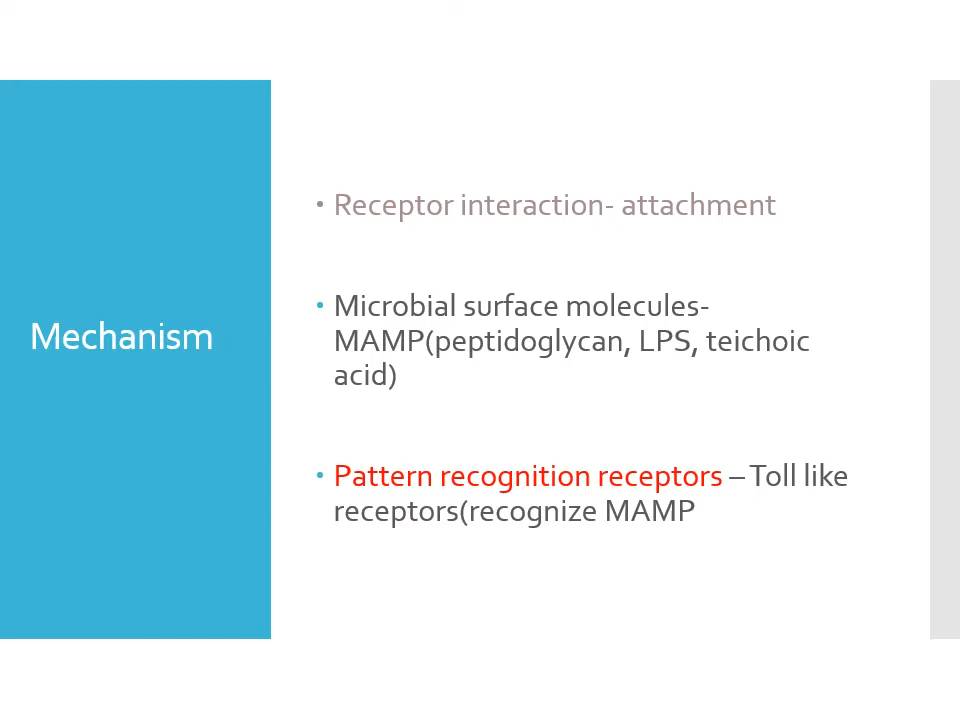 Mechanism
• Receptor interaction- attachment
• Microbial surface molecules-
MAMP(peptidoglycan, LPS, teichoic
acid)
• Pattern recognition receptors – Toll like
receptors(recognize MAMP